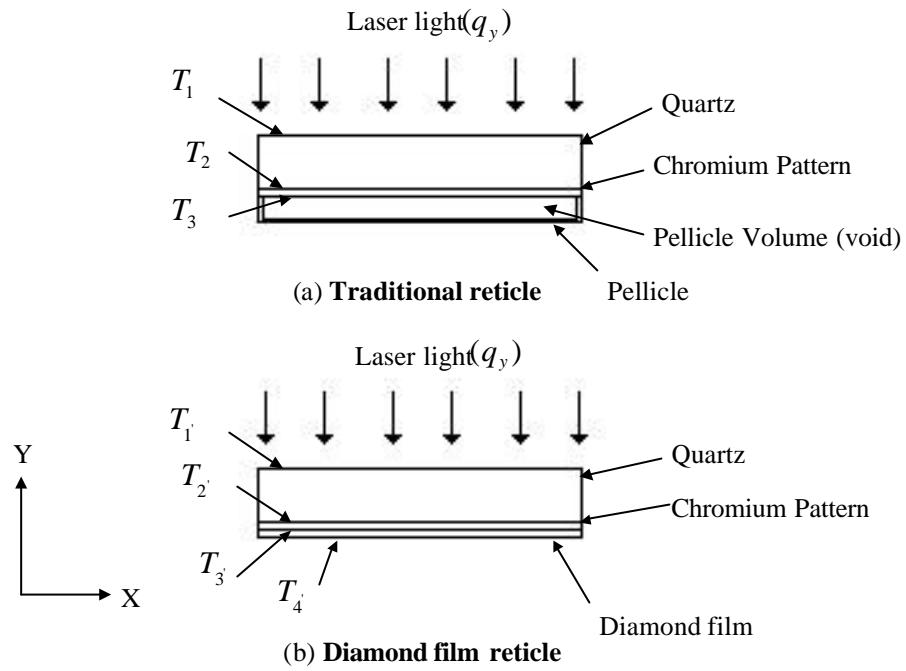 Laser light(q_y)
T_1
Quartz
T_2
Chromium Pattern
T_3
Pellicle Volume (void)
(a) Traditional reticle
Pellicle
Laser light(q_y)
T_1'
Quartz
Y
T_2'
Chromium Pattern
T_3'
T_4'
X
Diamond film
(b) Diamond film reticle